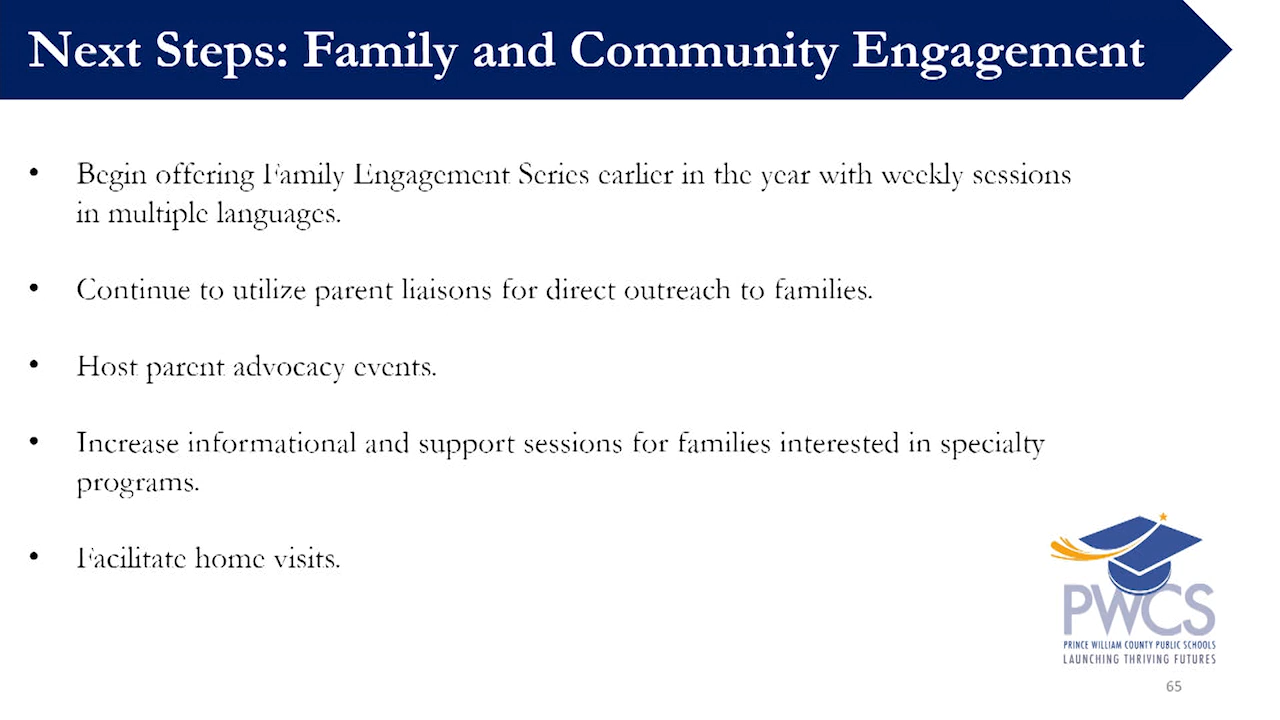 Next Steps: Family and Community Engagement
• Begin offering Family Engagement Series earlier in the year with weekly sessions
in multiple languages.
• Continue to utilize parent liaisons for direct outreach to families.
• Host parent advocacy events.
• Increase informational and support sessions for families interested in specialty
programs.
• Facilitate home visits.
PWCS
PRINCE WILLIAM COUNTY PUBLIC SCHOOLS
LAUNCHING THRIVING FUTURES
65